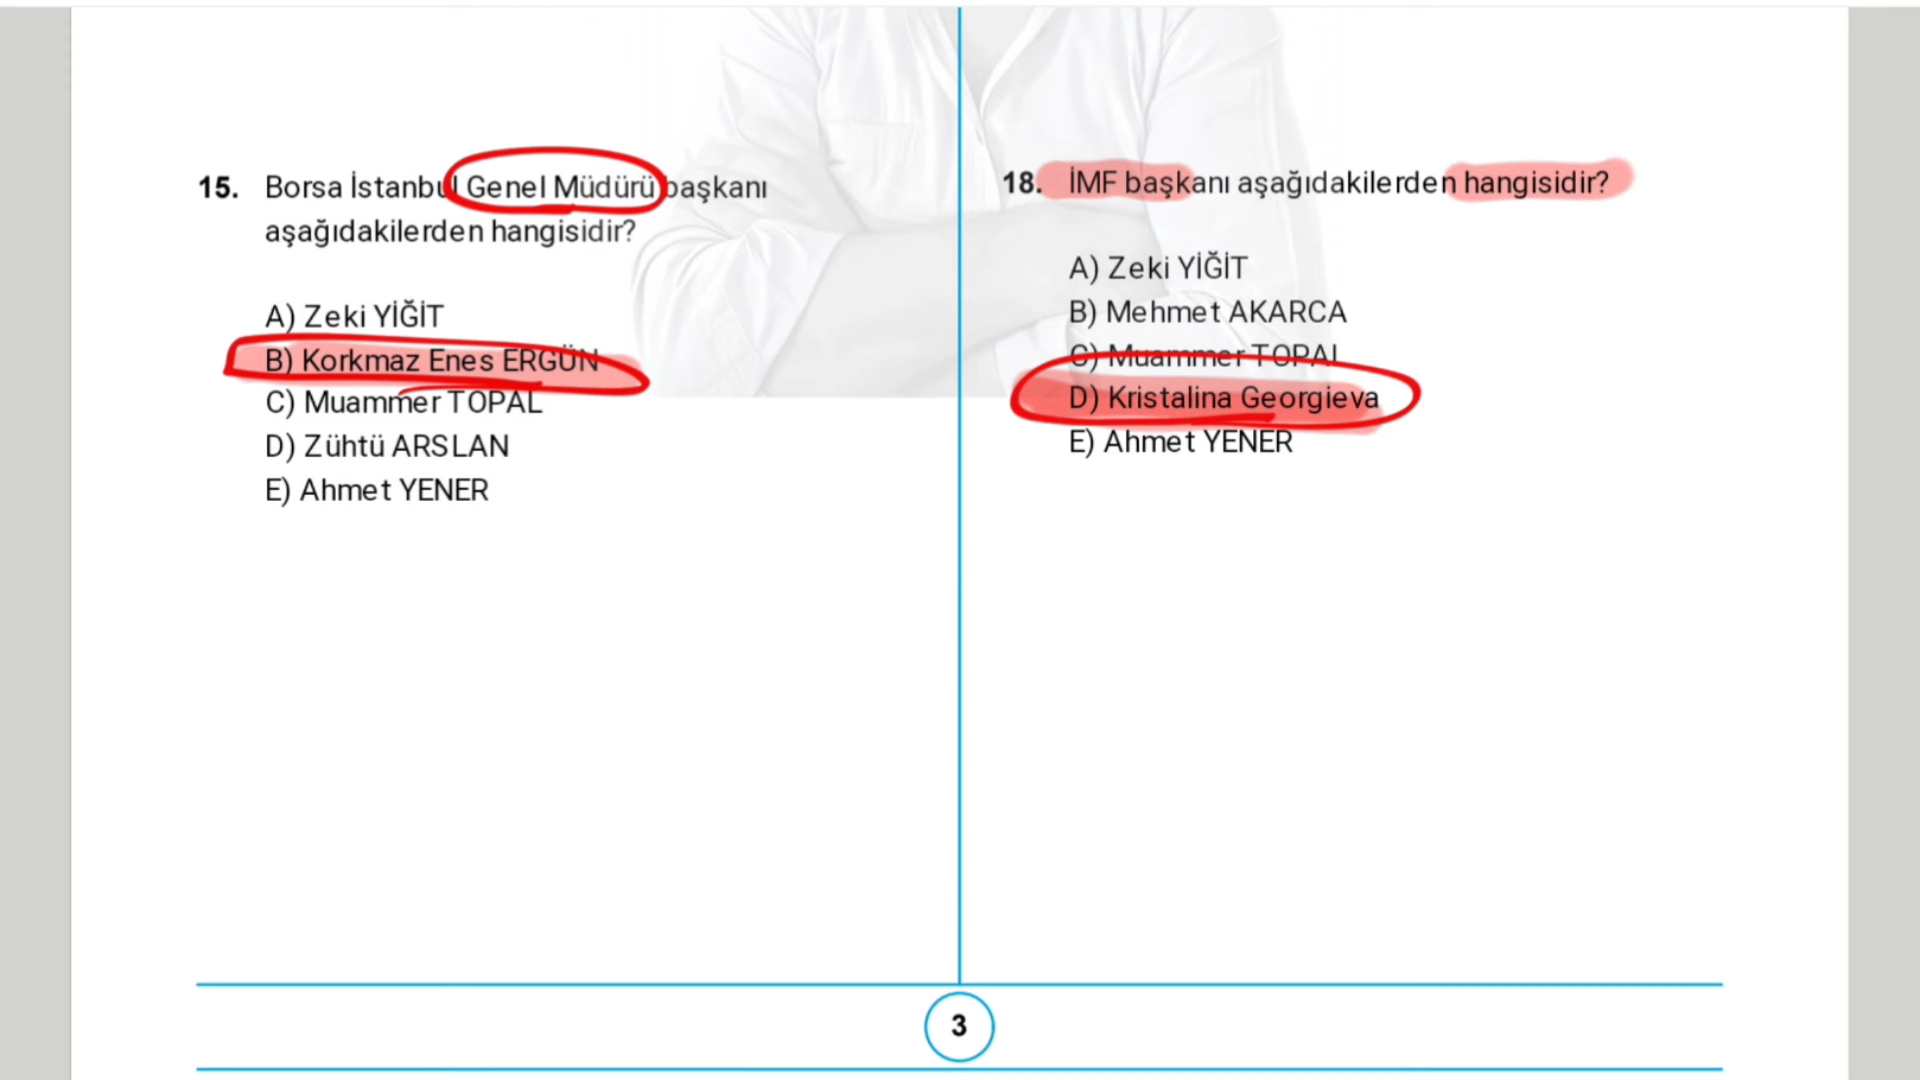 15. Borsa İstanbul Genel Müdürü başkanı
aşağıdakilerden hangisidir?
A) Zeki YİĞİT
B) Korkmaz Enes ERGÜN
C) Muammer TOPAL
D) Zühtü ARSLAN
E) Ahmet YENER
18. İMF başkanı aşağıdakilerden hangisidir?
A) Zeki YİĞİT
B) Mehmet AKARCA
C) Muammer TOPAL
D) Kristalina Georgieva
E) Ahmet YENER
3